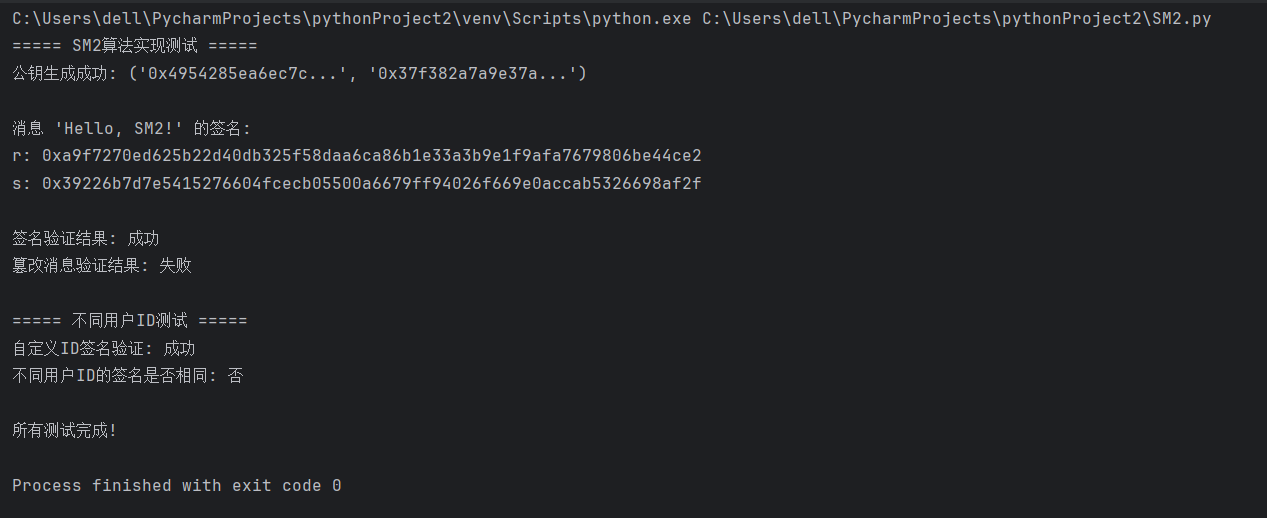 C:\Users\dell\PycharmProjects\pythonProject2\venv\Scripts\python.exe C:\Users\dell\PycharmProjects\pythonProject2\SM2.py
===== SM2算法实现测试 =====
公钥生成成功: ('0x4954285ea6ec7c...', '0x37f382a7a9e37a...')
消息 'Hello, SM2!' 的签名:
r: 0xa9f7270ed625b22d40db325f58daa6ca86b1e33a3b9e1f9afa7679806be44ce2
s: 0x39226b7d7e5415276604fcecb05500a6679ff94026f669e0accab5326698af2f
签名验证结果: 成功
篡改消息验证结果: 失败
===== 不同用户ID测试 =====
自定义ID签名验证: 成功
不同用户ID的签名是否相同: 否
所有测试完成!
Process finished with exit code 0